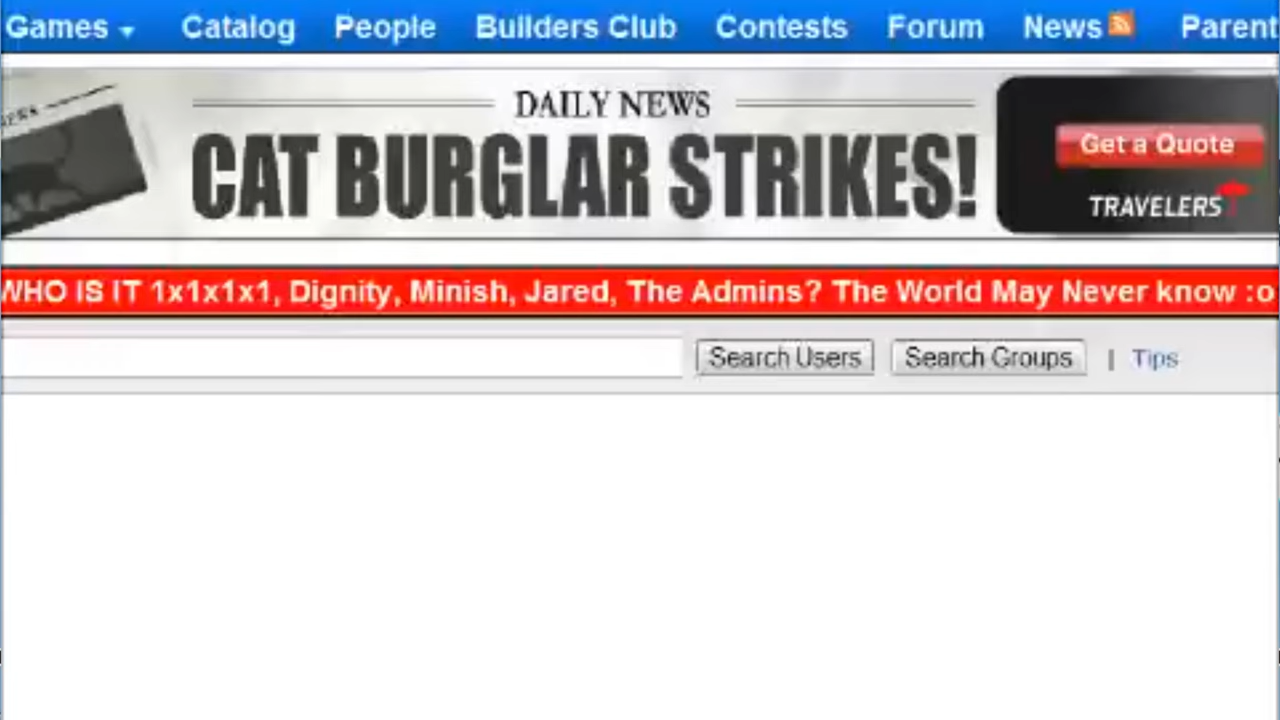 Games Catalog People Builders Club Contests Forum News Parent
DAILY NEWS
CAT BURGLAR STRIKES!
Get a Quote
TRAVELERS
WHO IS IT 1x1x1x1, Dignity, Minish, Jared, The Admins? The World May Never know :o
Search Users Search Groups | Tips